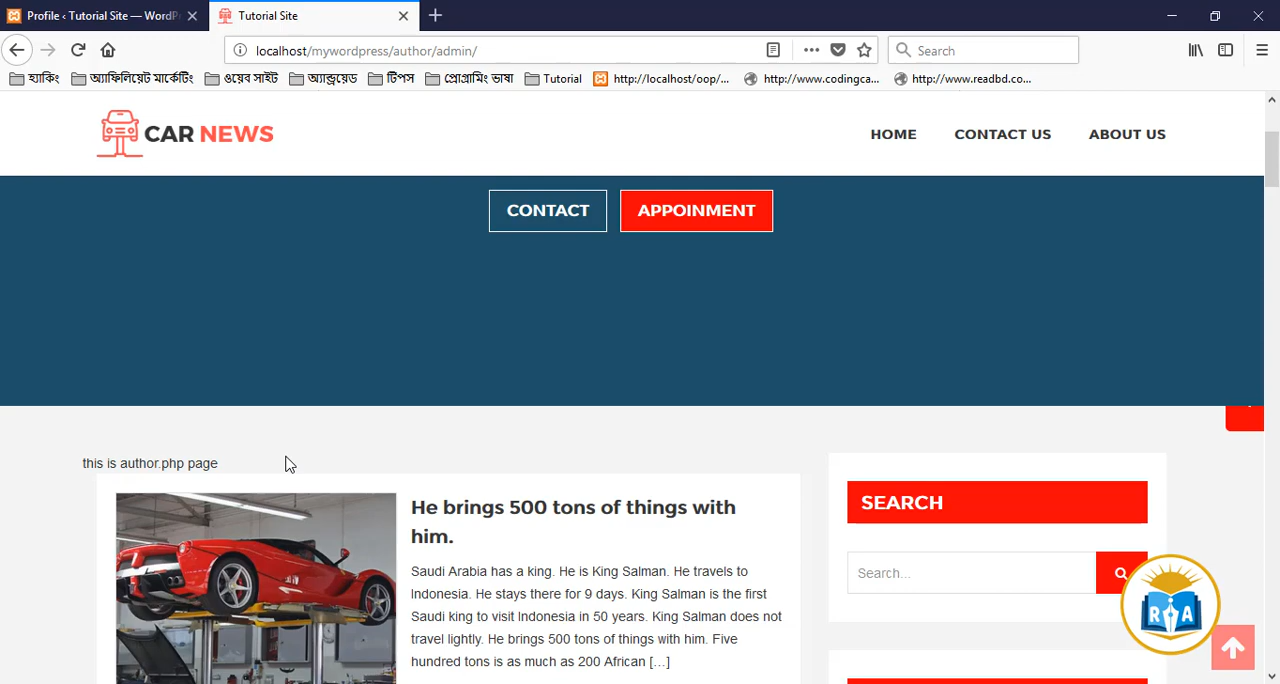 Profile ‹ Tutorial Site — WordP
Tutorial Site
localhost/mywordpress/author/admin/
Search
হ্যাকিং
অ্যাফিলিয়েট মার্কেটিং
ওয়েব সাইট
অ্যান্ড্রয়েড
টিপস
প্রোগ্রামিং ভাষা
Tutorial
http://localhost/oop/...
http://www.codingca...
http://www.readbd.co...
CAR NEWS
HOME
CONTACT US
ABOUT US
CONTACT
APPOINMENT
this is author.php page
He brings 500 tons of things with
him.
Saudi Arabia has a king. He is King Salman. He travels to
Indonesia. He stays there for 9 days. King Salman is the first
Saudi king to visit Indonesia in 50 years. King Salman does not
travel lightly. He brings 500 tons of things with him. Five
hundred tons is as much as 200 African […]
SEARCH
Search...
R A